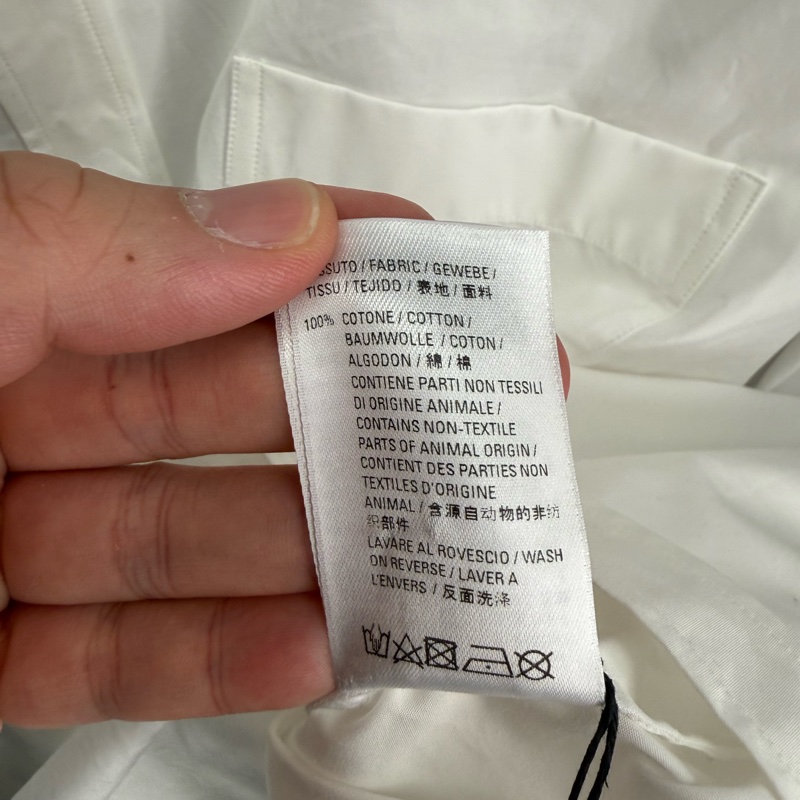 / FABRIC / GEWEBE /
TISSU / TEJIDO / 表地 / 面料
100% COTONE / COTTON /
BAUMWOLLE / COTON /
ALGODON / 綿 / 棉
CONTIENE PARTI NON TESSILI
DI ORIGINE ANIMALE /
CONTAINS NON-TEXTILE
PARTS OF ANIMAL ORIGIN /
CONTIENT DES PARTIES NON
TEXTILES D'ORIGINE
ANIMAL / 含源自动物的非纺
织部件
LAVARE AL ROVESCIO / WASH
ON REVERSE / LAVER A
L'ENVERS / 反面洗涤